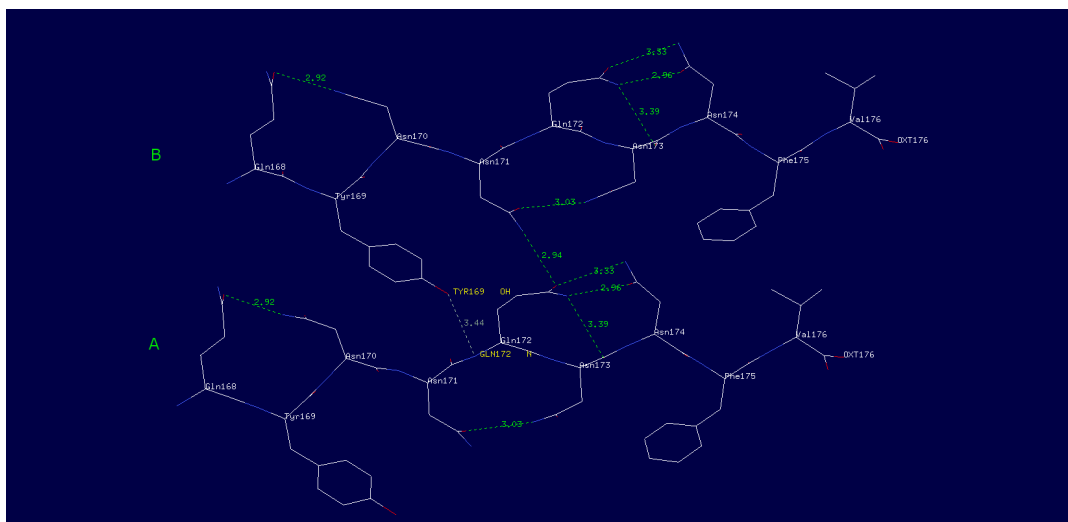 3.33
2.92
2.96
3.39
Asn174
Val176
Gln172
Asn170
OXT176
Asn173
B
Asn171
Phe175
Gln168
Tyr169
3.03
2.94
3.33
TYR169 OH
2.96
2.92
3.44
3.39
Asn174
Val176
Gln172
A
GLN172 N
OXT176
Asn170
Asn173
Phe175
Asn171
Gln168
Tyr169
3.03